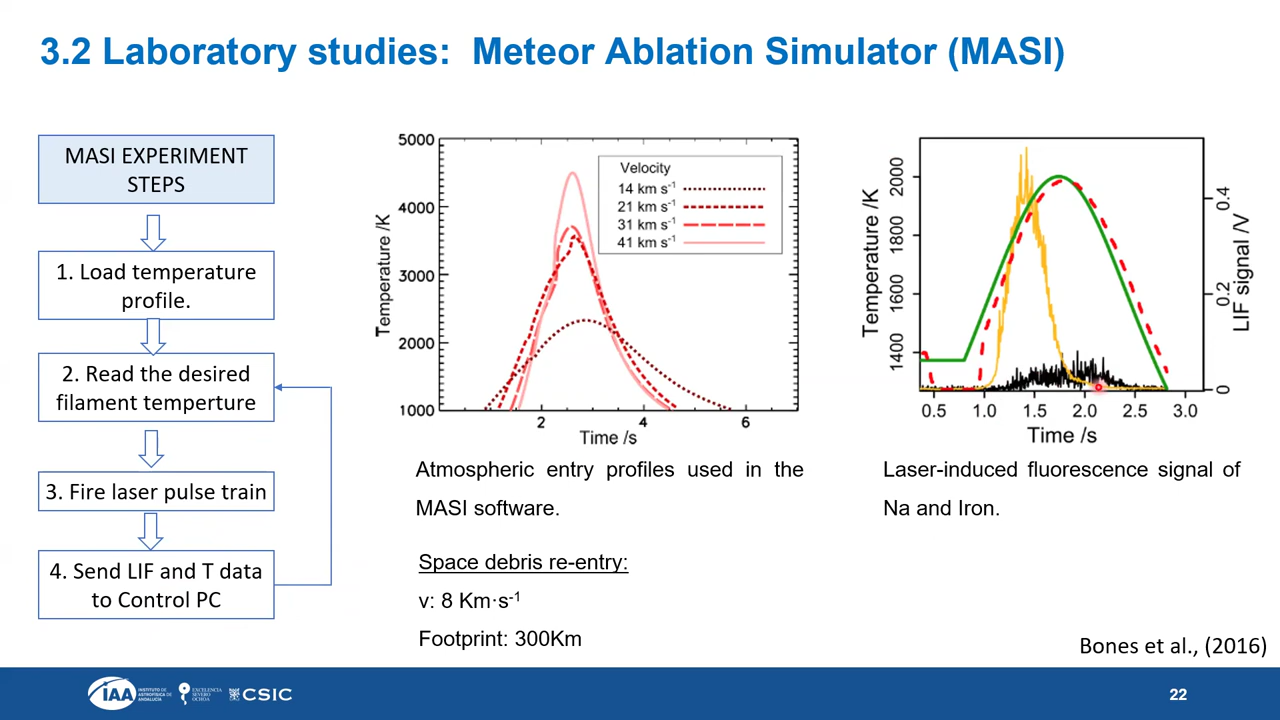 3.2 Laboratory studies:  Meteor Ablation Simulator (MASI)
MASI EXPERIMENT
STEPS
1. Load temperature
profile.
2. Read the desired
filament temperture
3. Fire laser pulse train
4. Send LIF and T data
to Control PC
5000
4000
3000
2000
1000
Temperature /K
Velocity
14 km s⁻¹
21 km s⁻¹
31 km s⁻¹
41 km s⁻¹
2
4
6
Time /s
Atmospheric entry profiles used in the
MASI software.
Space debris re-entry:
v: 8 Km·s⁻¹
Footprint: 300Km
2000
1800
1600
1400
Temperature /K
0.4
0.2
0
LIF signal /V
0.5 1.0 1.5 2.0 2.5 3.0
Time /s
Laser-induced fluorescence signal of
Na and Iron.
Bones et al., (2016)
iAA
INSTITUTO DE
ASTROFÍSICA DE
ANDALUCÍA
EXCELENCIA
SEVERO
OCHOA
CSIC
22